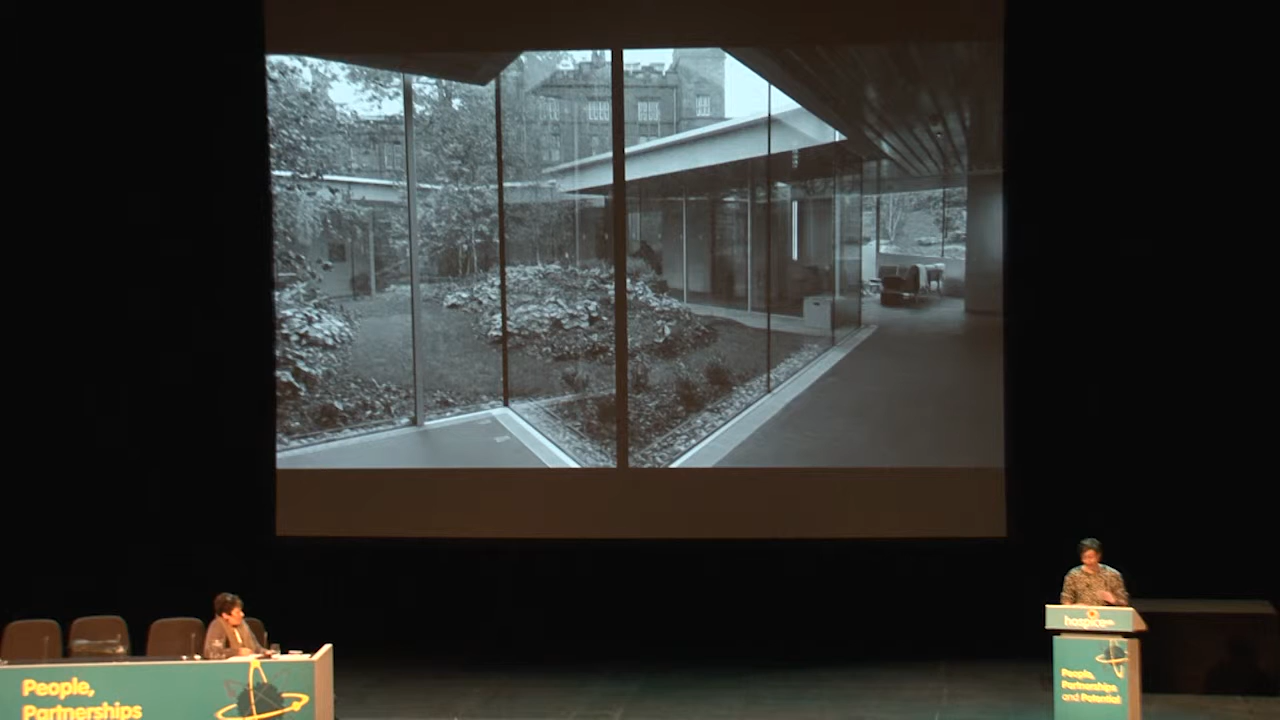 People,
Partnerships
hospice
People,
Partnerships
and Potential